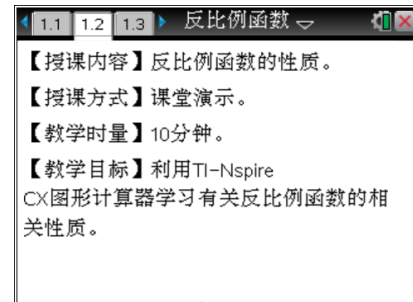 1.1 1.2 1.3 反比例函数
【授课内容】反比例函数的性质。
【授课方式】课堂演示。
【教学时量】10分钟。
【教学目标】利用TI-Nspire
CX图形计算器学习有关反比例函数的相
关性质。